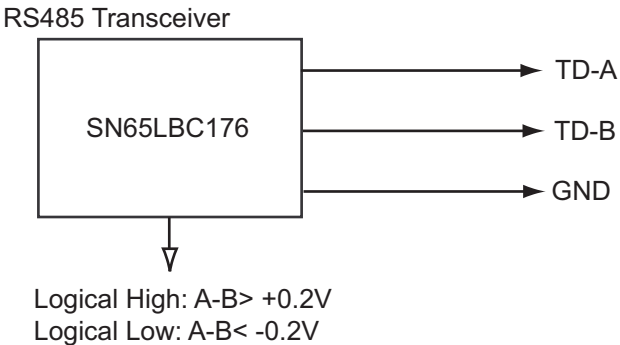 RS485 Transceiver
SN65LBC176
TD-A
TD-B
GND
Logical High: A-B> +0.2V
Logical Low: A-B< -0.2V